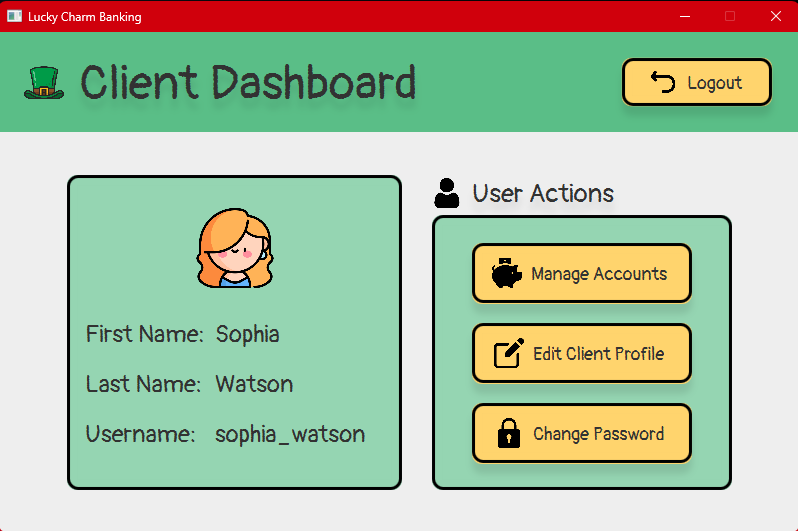 Lucky Charm Banking
Client Dashboard
Logout
First Name: Sophia
Last Name: Watson
Username: sophia_watson
User Actions
Manage Accounts
Edit Client Profile
Change Password